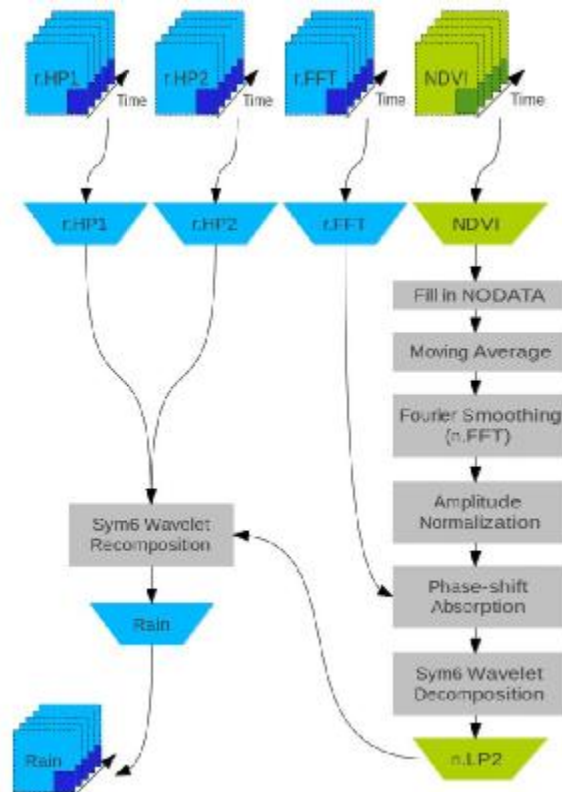 r.HP1
Time
r.HP2
Time
r.FFT
Time
NDVI
Time
r.HP1
r.HP2
r.FFT
NDVI
Fill in NODATA
Moving Average
Fourier Smoothing
(n.FFT)
Amplitude
Normalization
Sym6 Wavelet
Recomposition
Phase-shift
Absorption
Rain
Sym6 Wavelet
Decomposition
Rain
n.LP2